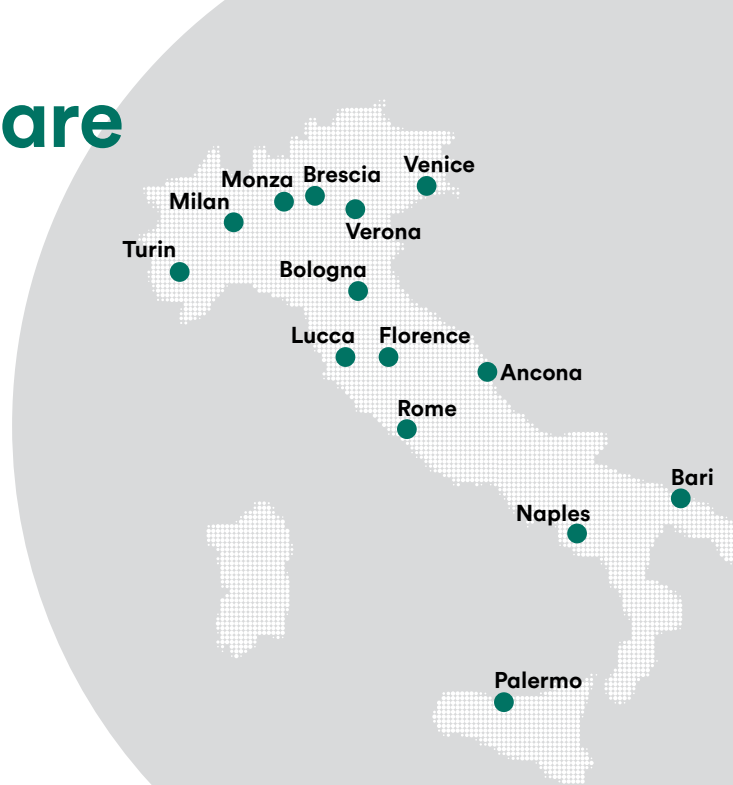 are
Venice
Monza Brescia
Milan
Verona
Turin
Bologna
Lucca Florence
Ancona
Rome
Bari
Naples
Palermo